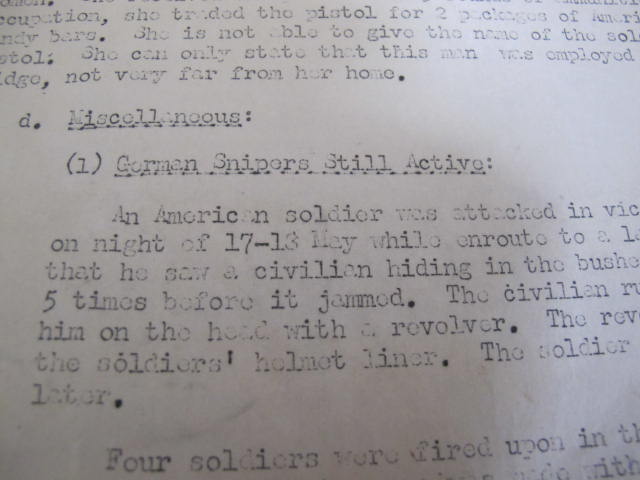 occupation, she traded the pistol for 2 packages of Ameri
ndy bars. She is not able to give the name of the sol
stol; She can only state that this man was employed
idge, not very far from her home.
d. Miscellaneous:
(1) German Snipers Still Active:
An American soldier was attacked in vic
on night of 17-18 May while enroute to a l
that he saw a civilian hiding in the bushe
5 times before it jammed. The civilian ru
him on the head with a revolver. The rev
the soldiers' helmet liner. The soldier
later.
Four soldiers were fired upon in th
made with